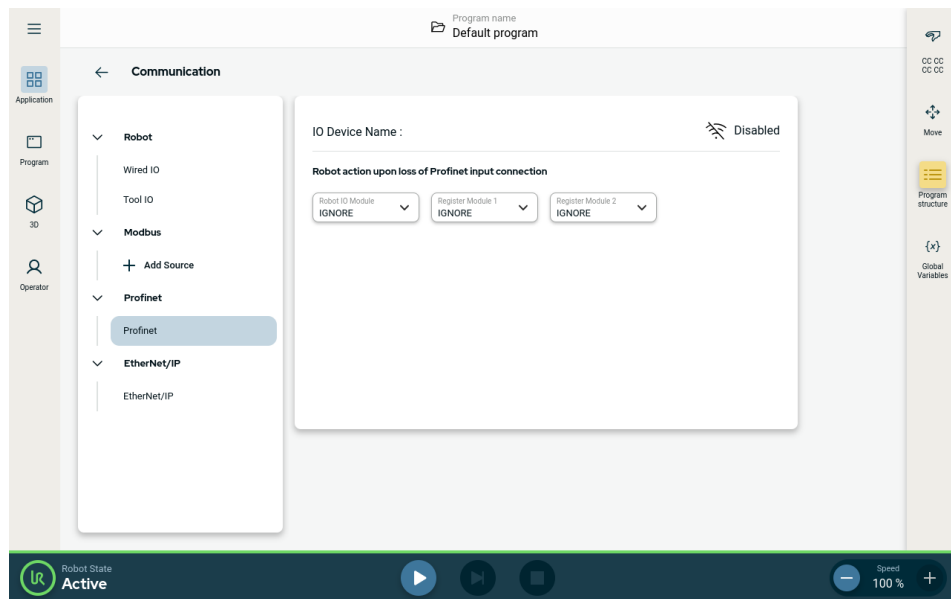 Program name
Default program
Application
Program
3D
Operator
Communication
Robot
Wired IO
Tool IO
Modbus
Add Source
Profinet
Profinet
EtherNet/IP
EtherNet/IP
IO Device Name :
Disabled
Robot action upon loss of Profinet input connection
Robot IO Module
IGNORE
Register Module 1
IGNORE
Register Module 2
IGNORE
CC CC
CC CC
Move
Program
structure
{x}
Global
Variables
UR
Robot State
Active
Speed
100 %